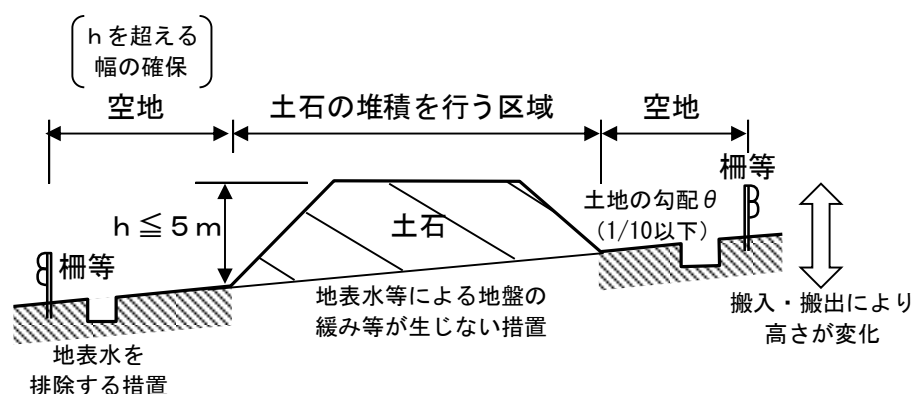 hを超える
幅の確保
空地
土石の堆積を行う区域
空地
柵等
土地の勾配θ
(1/10以下)
h≦5m
土石
柵等
地表水等による地盤の
緩み等が生じない措置
搬入・搬出により
高さが変化
地表水を
排除する措置